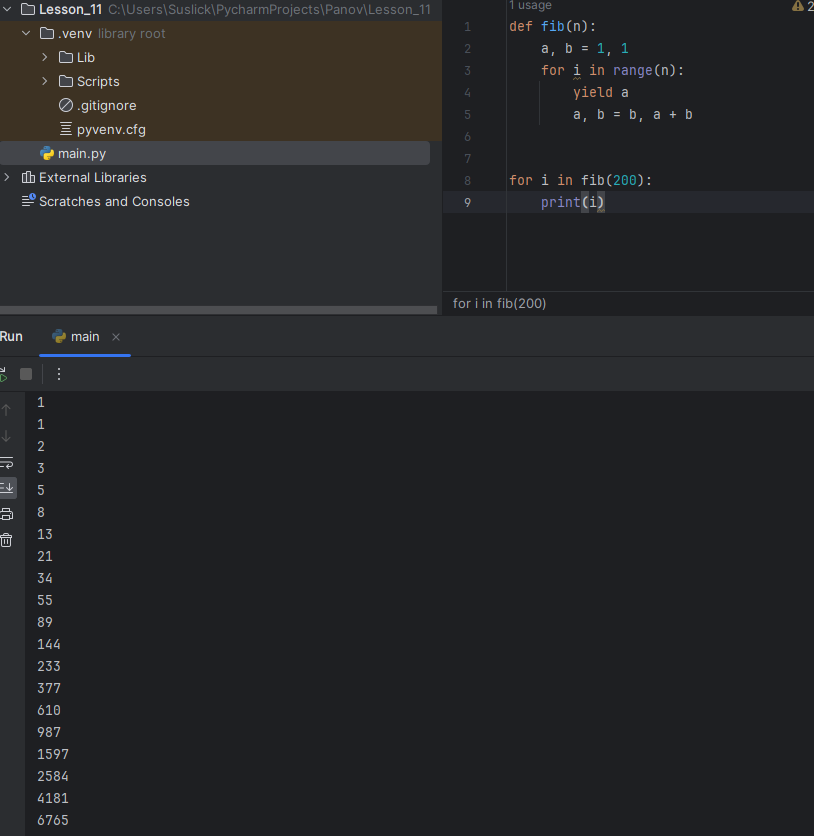 Lesson_11 C:\Users\Suslick\PycharmProjects\Panov\Lesson_11
.venv library root
Lib
Scripts
.gitignore
pyvenv.cfg
main.py
External Libraries
Scratches and Consoles
1 usage
2
1 def fib(n):
2 a, b = 1, 1
3 for i in range(n):
4 yield a
5 a, b = b, a + b
6
7
8 for i in fib(200):
9 print(i)
for i in fib(200)
Run main
1
1
2
3
5
8
13
21
34
55
89
144
233
377
610
987
1597
2584
4181
6765